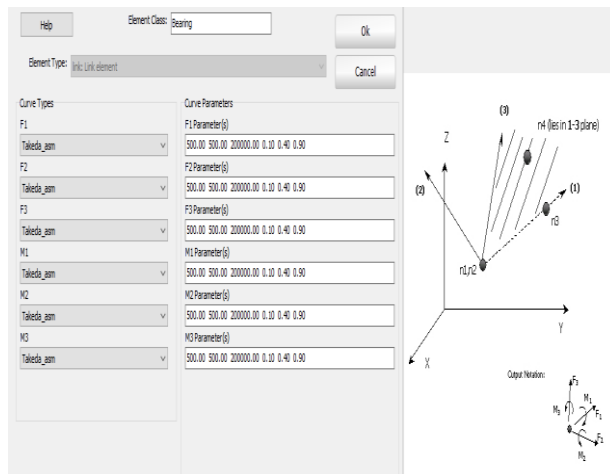 Help
Element Class: Bearing
Ok
Element Type: link: Link element
Cancel
Curve Types
Curve Parameters
F1
F1 Parameter(s)
Takeda_asm
500.00 500.00 200000.00 0.10 0.40 0.90
F2
F2 Parameter(s)
Takeda_asm
500.00 500.00 200000.00 0.10 0.40 0.90
F3
F3 Parameter(s)
Takeda_asm
500.00 500.00 200000.00 0.10 0.40 0.90
M1
M1 Parameter(s)
Takeda_asm
500.00 500.00 200000.00 0.10 0.40 0.90
M2
M2 Parameter(s)
Takeda_asm
500.00 500.00 200000.00 0.10 0.40 0.90
M3
M3 Parameter(s)
Takeda_asm
500.00 500.00 200000.00 0.10 0.40 0.90
(3)
n4 (lies in 1-3 plane)
Z
(2)
(1)
n3
n1,n2
Y
X
Output Notation:
F3
M1
M3
F1
F2
M2